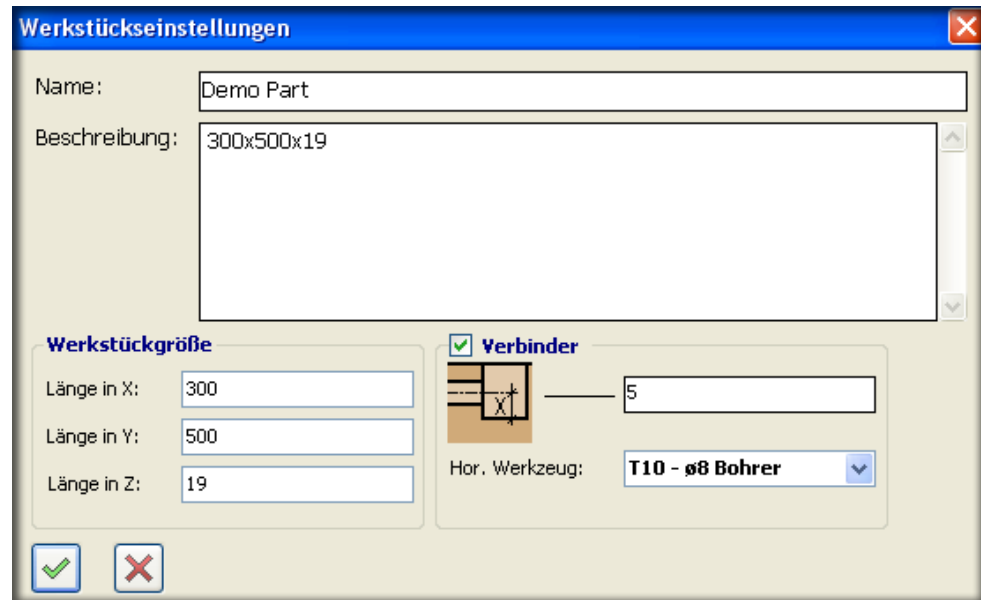 Werkstückseinstellungen
Name:
Demo Part
Beschreibung:
300x500x19
Werkstückgröße
Länge in X:
300
Länge in Y:
500
Länge in Z:
19
Verbinder
X
5
Hor. Werkzeug:
T10 - ø8 Bohrer